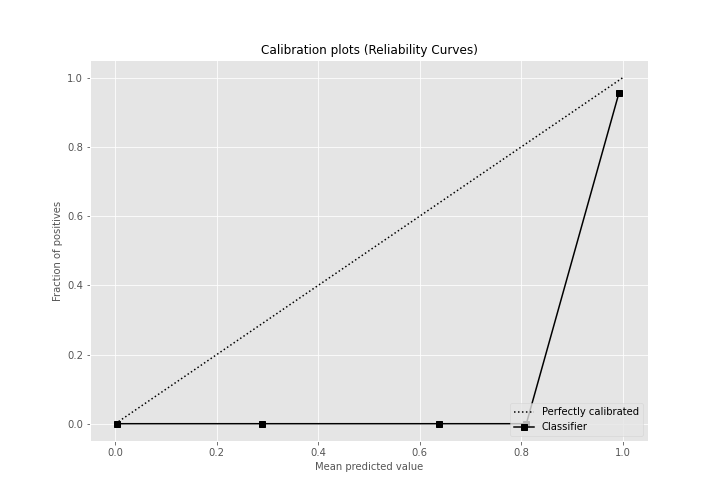 Calibration plots (Reliability Curves)
1.0
0.8
0.6
0.4
0.2
0.0
Fraction of positives
Perfectly calibrated
Classifier
0.0 0.2 0.4 0.6 0.8 1.0
Mean predicted value